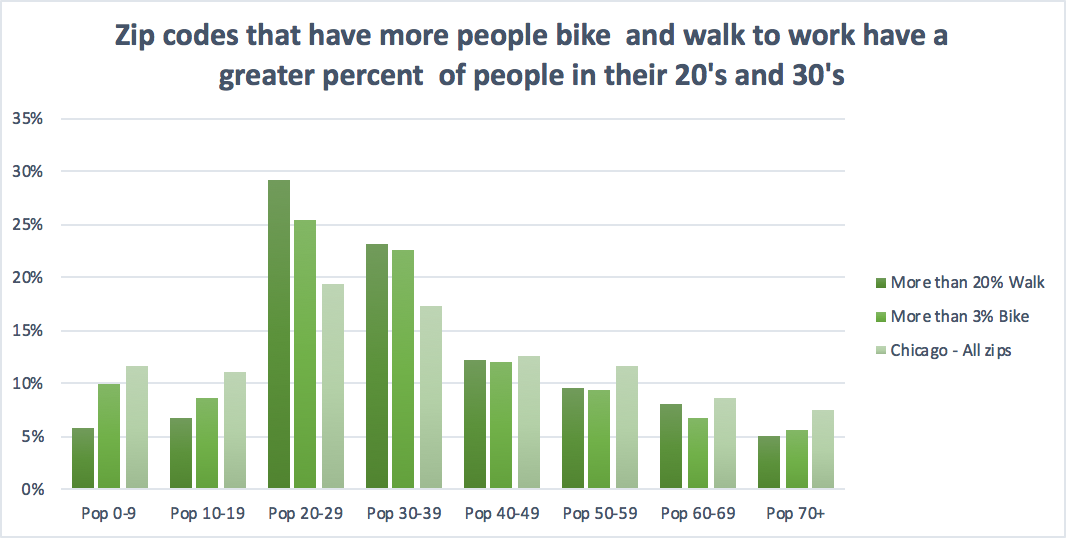 Zip codes that have more people bike  and walk to work have a
greater percent  of people in their 20's and 30's
35%
30%
25%
20%
15%
10%
5%
0%
Pop 0-9 Pop 10-19 Pop 20-29 Pop 30-39 Pop 40-49 Pop 50-59 Pop 60-69 Pop 70+
More than 20% Walk
More than 3% Bike
Chicago - All zips